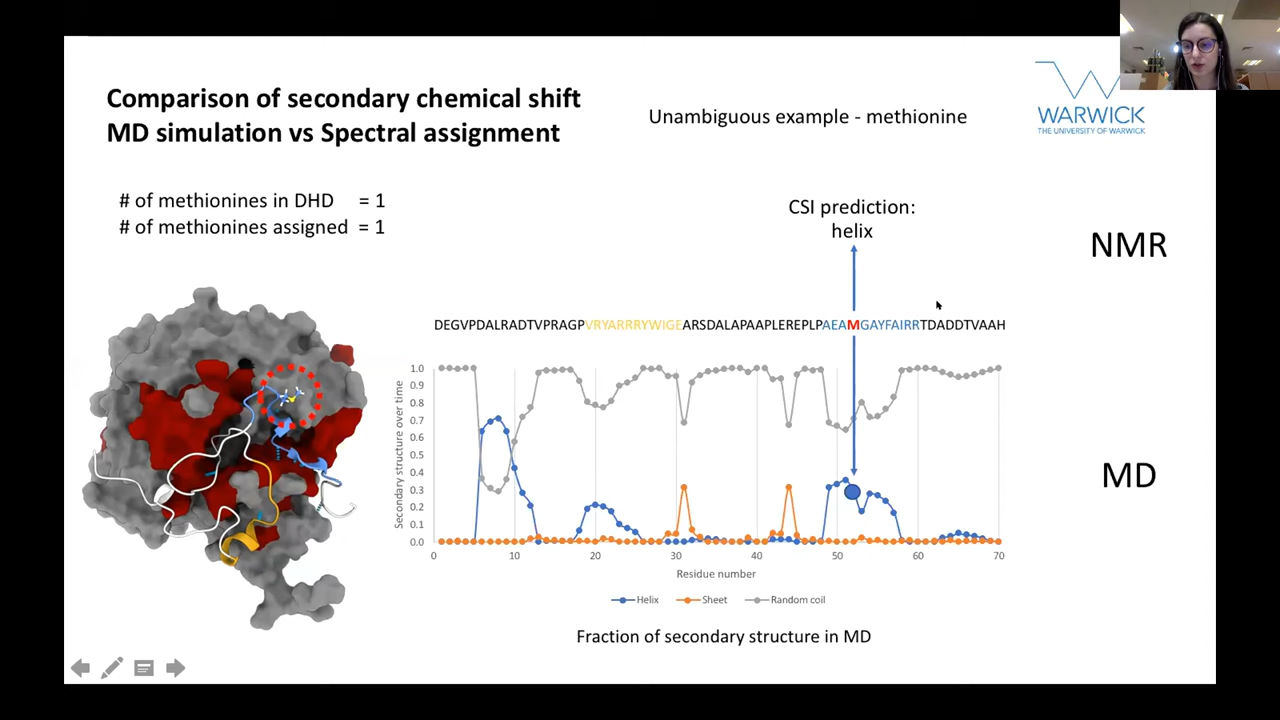 Comparison of secondary chemical shift
MD simulation vs Spectral assignment
Unambiguous example - methionine
WARWICK
THE UNIVERSITY OF WARWICK
# of methionines in DHD = 1
# of methionines assigned = 1
CSI prediction:
helix
NMR
DEGVPDALRADTVPRAGPVRYARRRYWIGEARSDALAPAAPLEREPLPAEAMGAYFAIRRTDADDTVAAH
Secondary structure over time
1.0
0.9
0.8
0.7
0.6
0.5
0.4
0.3
0.2
0.1
0.0
0 10 20 30 40 50 60 70
Residue number
Helix Sheet Random coil
MD
Fraction of secondary structure in MD